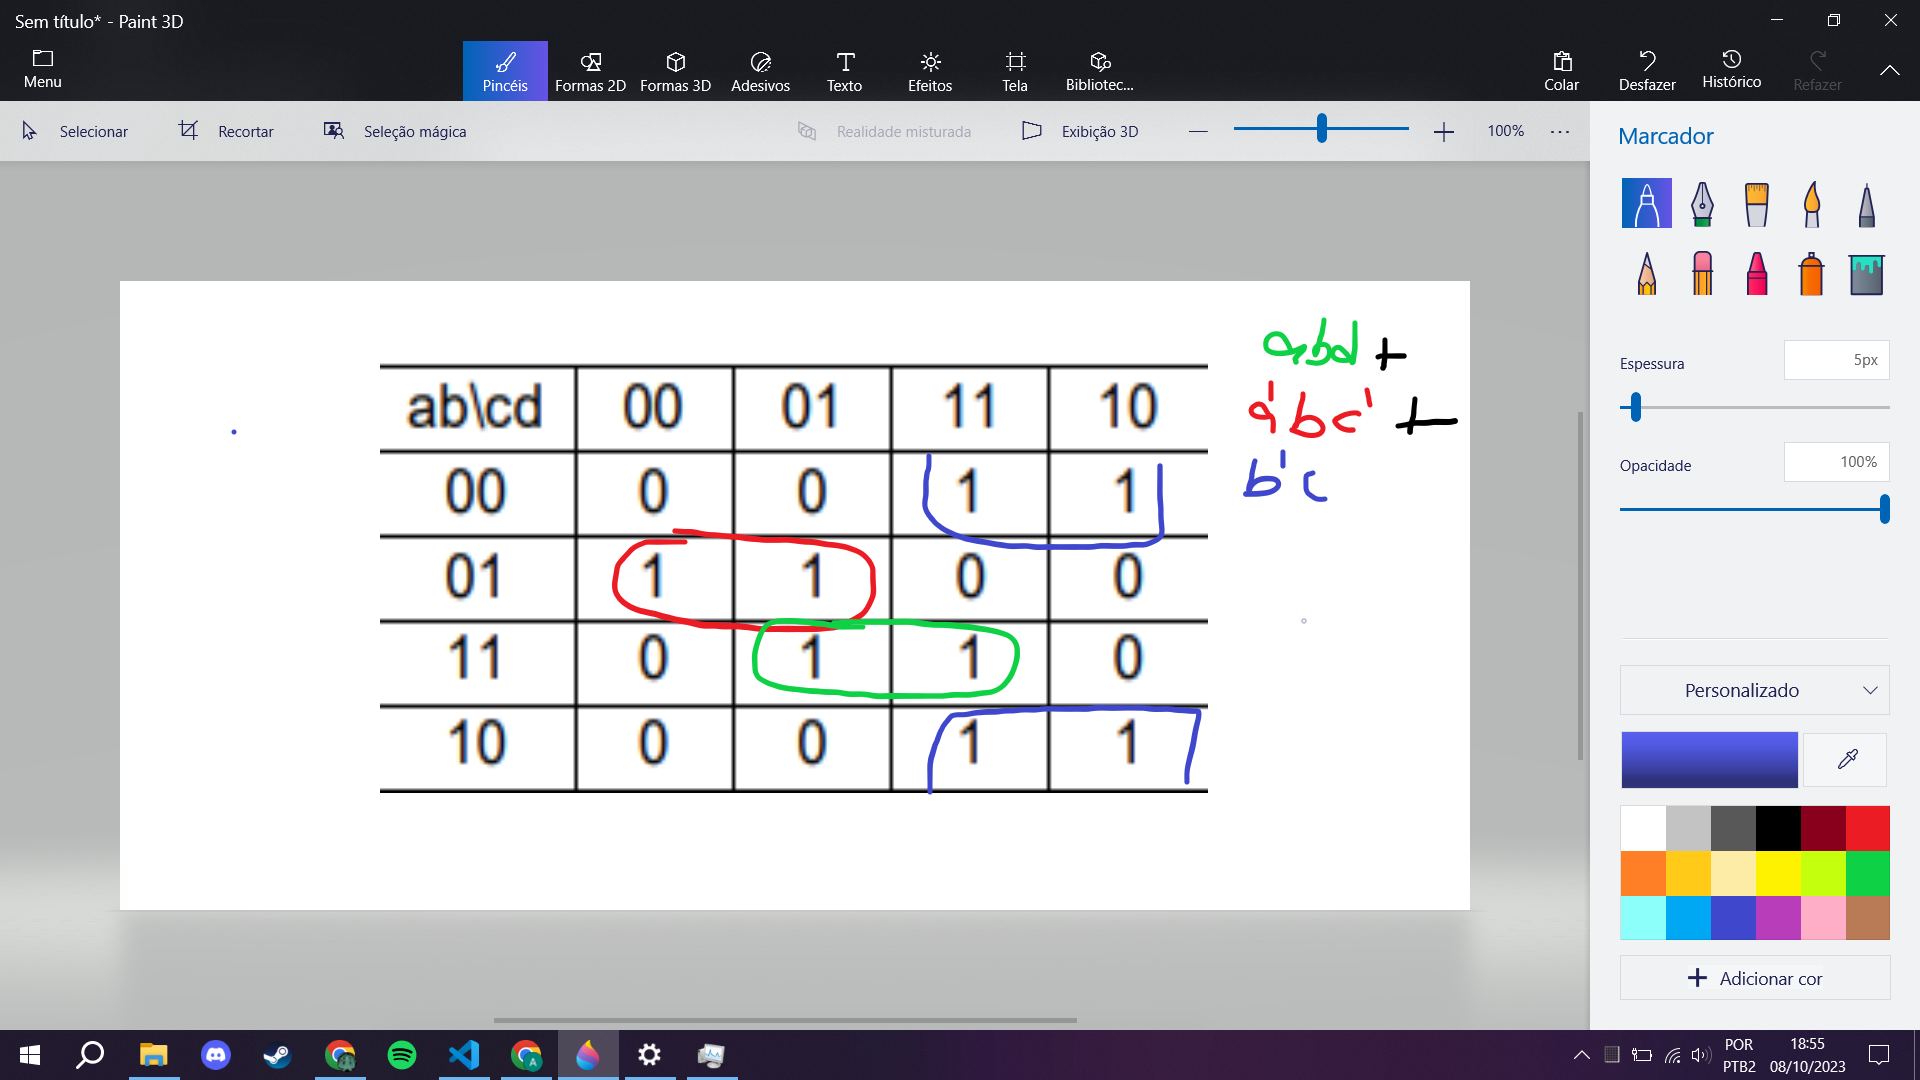 Sem título* - Paint 3D
Menu
Pincéis Formas 2D Formas 3D Adesivos Texto Efeitos Tela Bibliotec...
Colar Desfazer Histórico Refazer
Selecionar Recortar Seleção mágica Realidade misturada Exibição 3D 100% ...
Marcador
Espessura 5px
Opacidade 100%
Personalizado
Adicionar cor
ab\cd 00 01 11 10
00 0 0 1 1
01 1 1 0 0
11 0 1 1 0
10 0 0 1 1
abd +
a'bc' +
b'c
POR
PTB2
18:55
08/10/2023